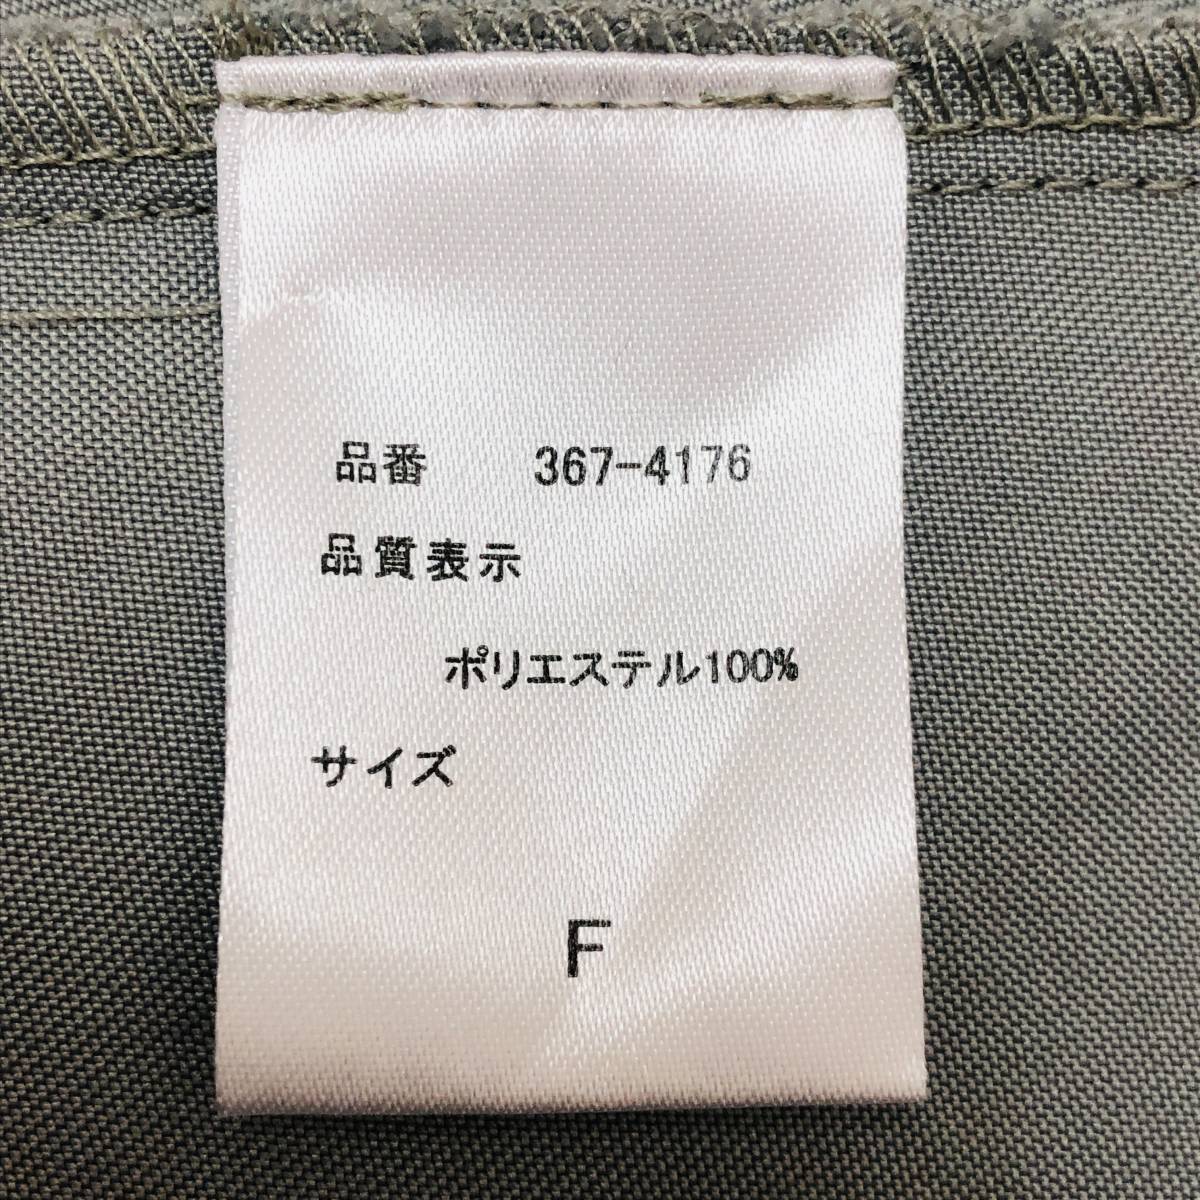 品番 367-4176
品質表示
ポリエステル100%
サイズ
F